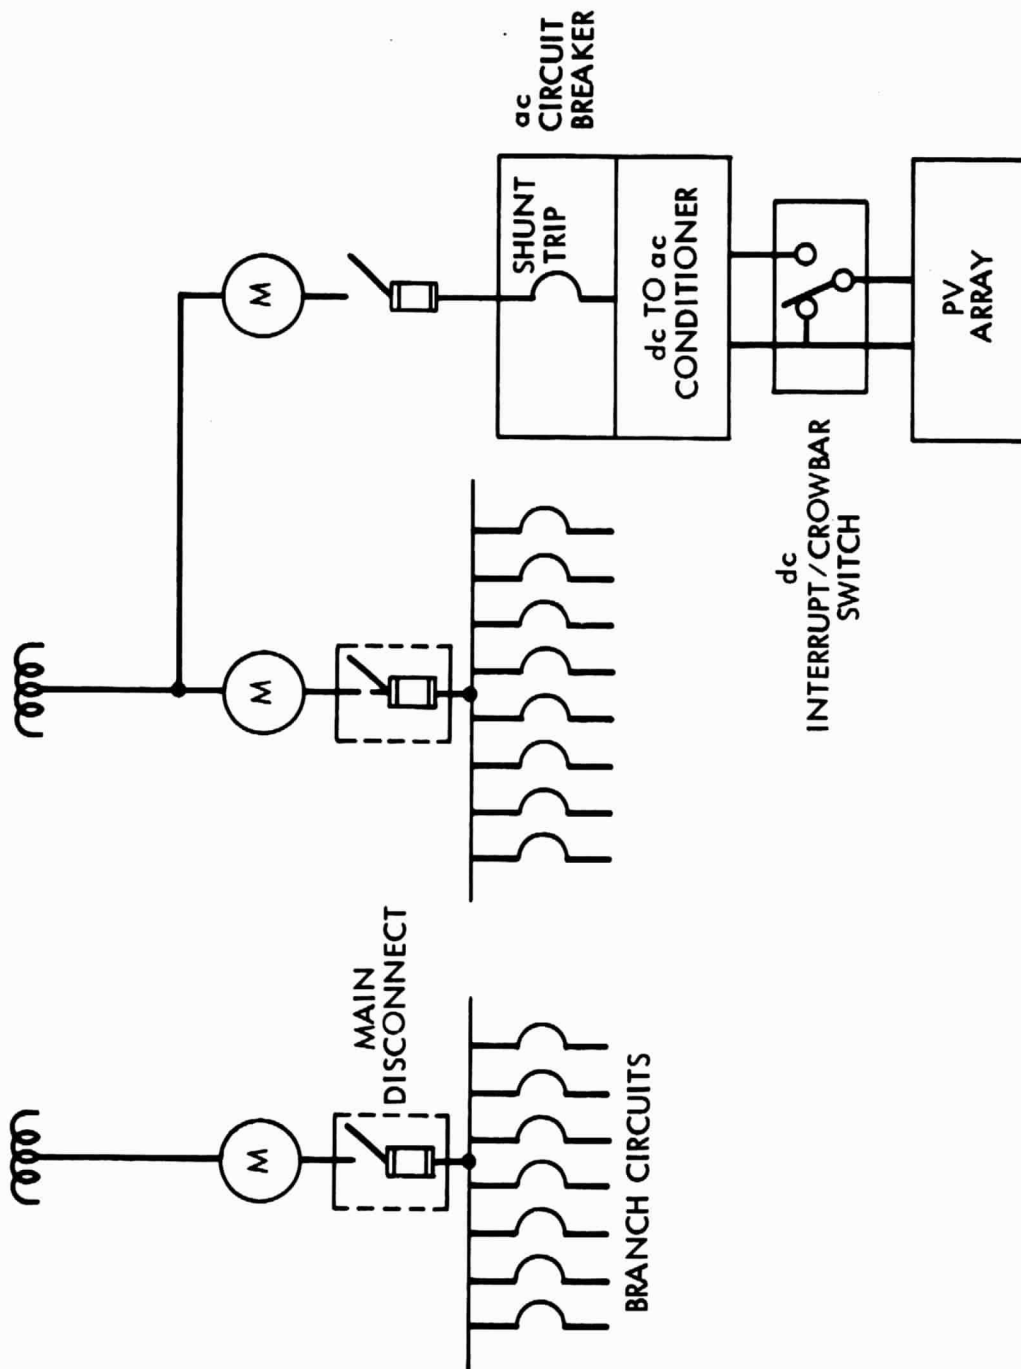 M
MAIN
DISCONNECT
BRANCH CIRCUITS
M
M
ac
CIRCUIT
BREAKER
SHUNT
TRIP
dc TO ac
CONDITIONER
dc
INTERRUPT/CROWBAR
SWITCH
PV
ARRAY